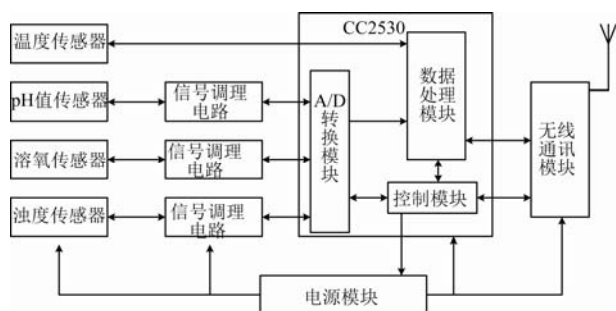 CC2530
温度传感器
数据
处理
模块
pH值传感器
信号调理
电路
A/D
转
换
模
块
无线
通讯
模块
溶氧传感器
信号调理
电路
控制模块
浊度传感器
信号调理
电路
电源模块